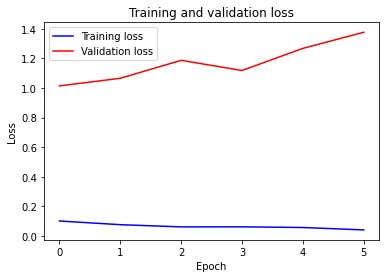 Training and validation loss
Training loss
Validation loss
Loss
1.4
1.2
1.0
0.8
0.6
0.4
0.2
0.0
0 1 2 3 4 5
Epoch